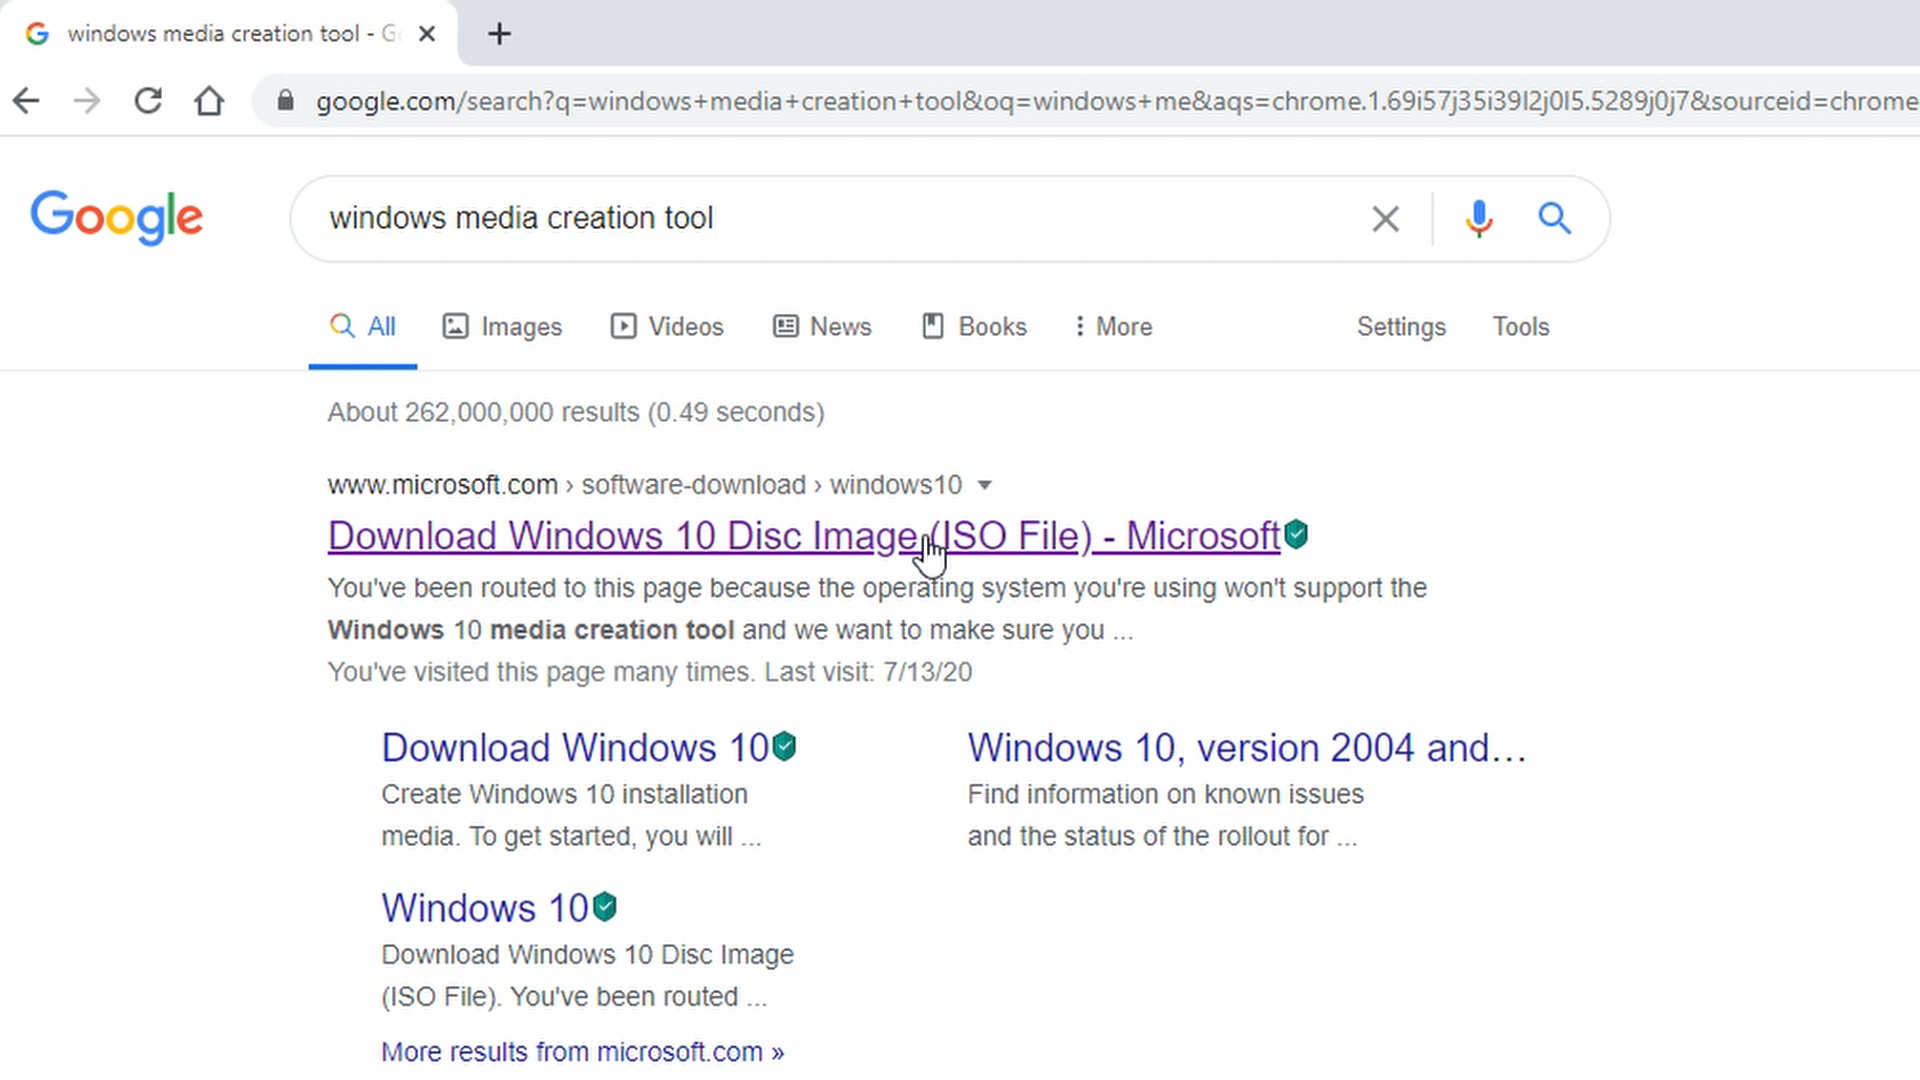 windows media creation tool - G
google.com/search?q=windows+media+creation+tool&oq=windows+me&aqs=chrome.1.69i57j35i39l2j0l5.5289j0j7&sourceid=chrome
Google
windows media creation tool
All Images Videos News Books More Settings Tools
About 262,000,000 results (0.49 seconds)
www.microsoft.com › software-download › windows10
Download Windows 10 Disc Image (ISO File) - Microsoft
You've been routed to this page because the operating system you're using won't support the
Windows 10 media creation tool and we want to make sure you ...
You've visited this page many times. Last visit: 7/13/20
Download Windows 10
Create Windows 10 installation
media. To get started, you will ...
Windows 10, version 2004 and...
Find information on known issues
and the status of the rollout for ...
Windows 10
Download Windows 10 Disc Image
(ISO File). You've been routed ...
More results from microsoft.com »